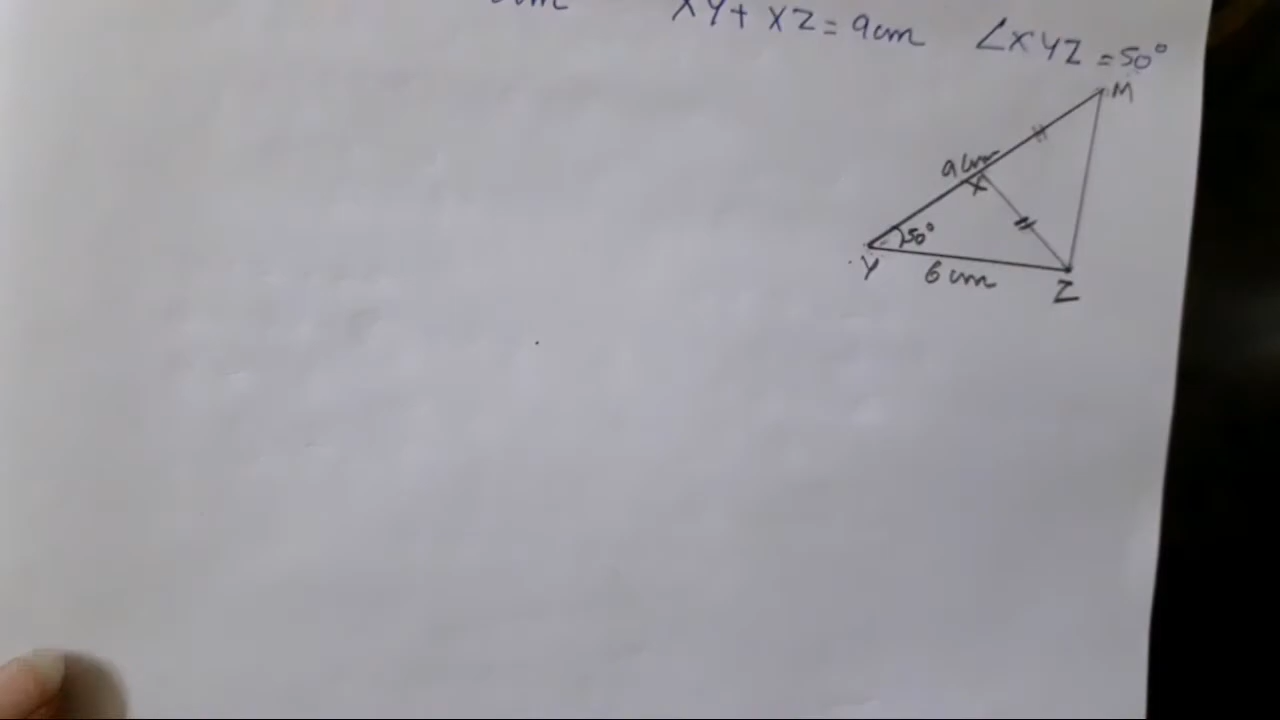 XY + XZ = 9cm ∠XYZ = 50°
M
9cm
X
50°
Y
6 cm
Z